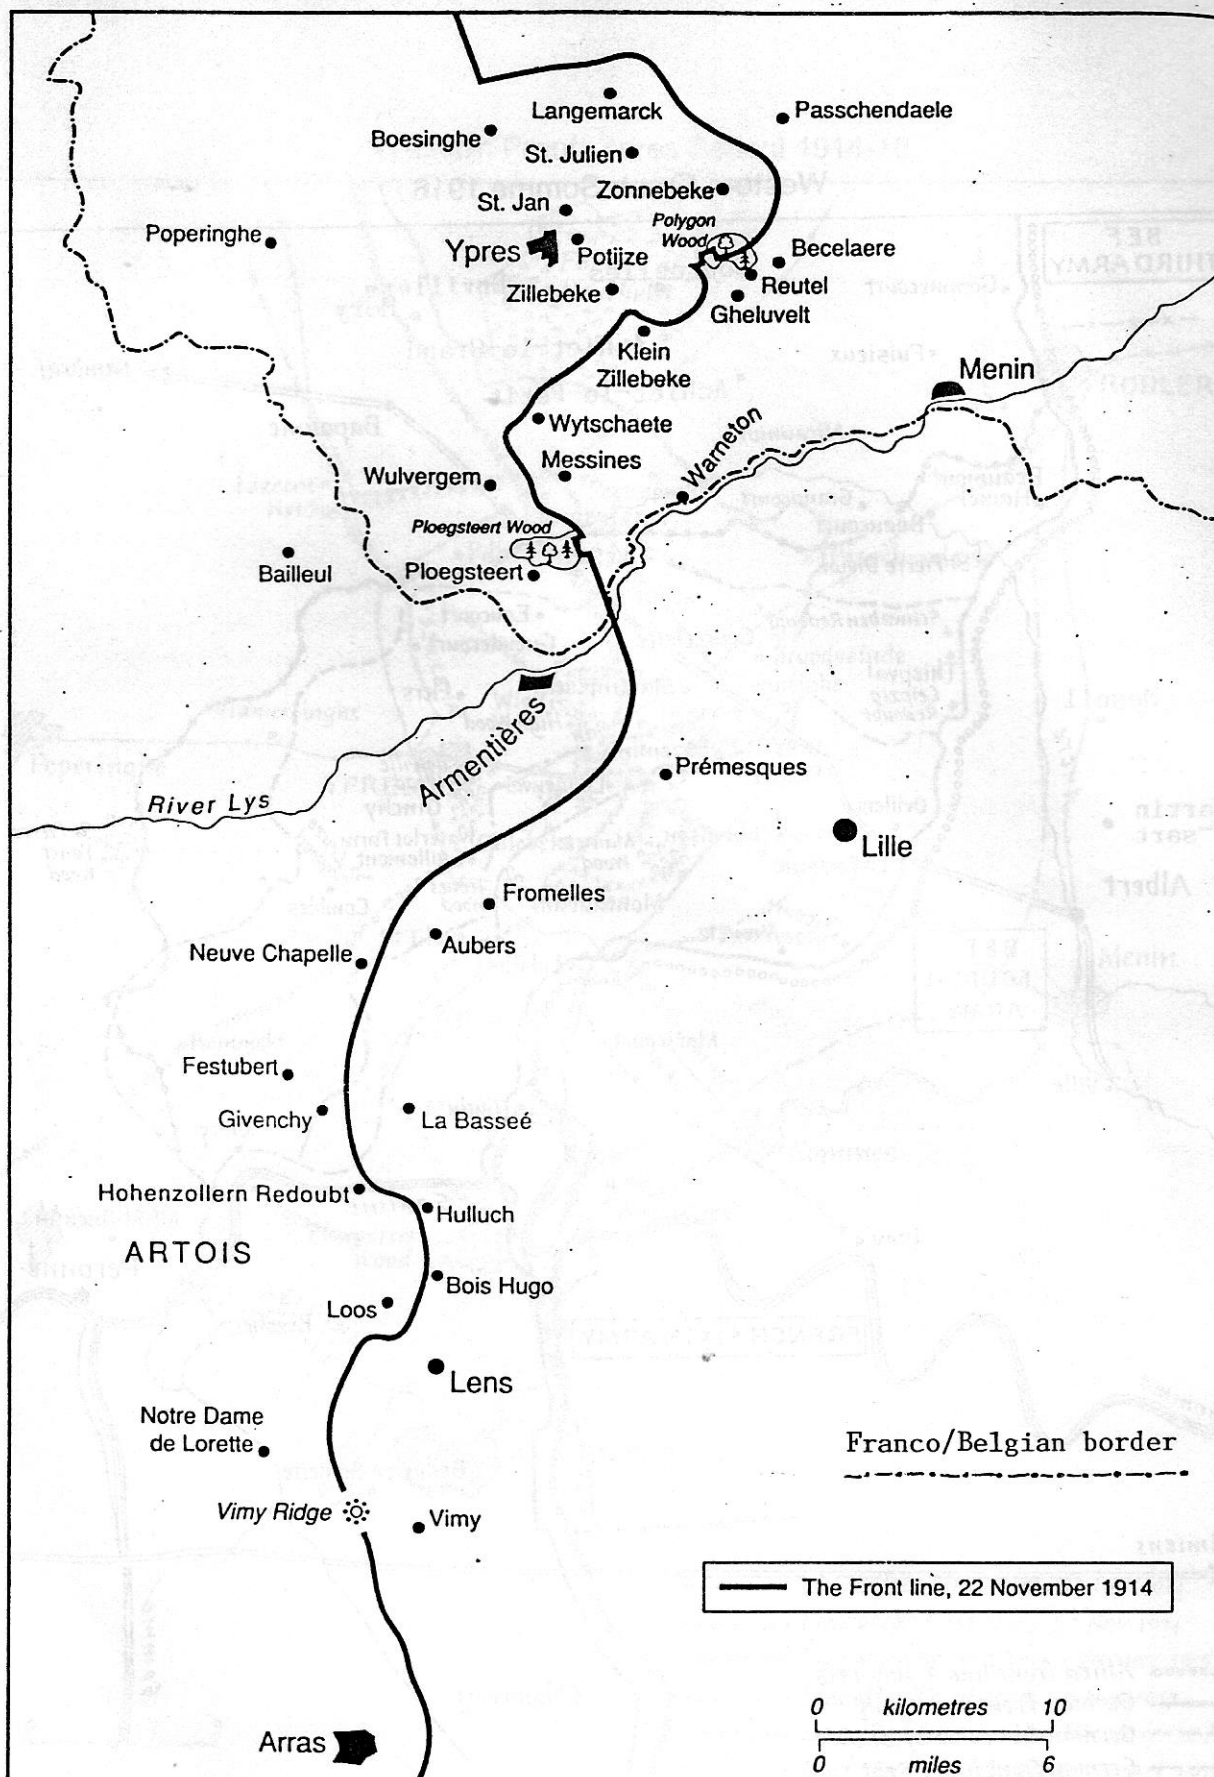 Langemarck
Passchendaele
Boesinghe
St. Julien
Zonnebeke
St. Jan
Polygon
Wood
Poperinghe
Ypres
Potijze
Becelaere
Reutel
Zillebeke
Gheluvelt
Klein
Zillebeke
Menin
Wytschaete
Warneton
Messines
Wulvergem
Ploegsteert Wood
Bailleul
Ploegsteert
Armentières
Prémesques
River Lys
Lille
Fromelles
Aubers
Neuve Chapelle
Festubert
Givenchy
La Basseé
Hohenzollern Redoubt
Hulluch
ARTOIS
Bois Hugo
Loos
Lens
Notre Dame
de Lorette
Franco/Belgian border
Vimy Ridge
Vimy
The Front line, 22 November 1914
0 kilometres 10
Arras
0 miles 6